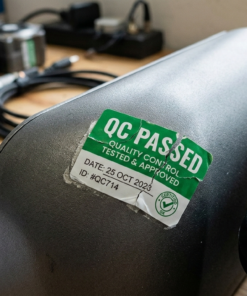 QC PASSED
QUALITY CONTROL
TESTED & APPROVED
DATE: 25 OCT 2023
ID #QC714